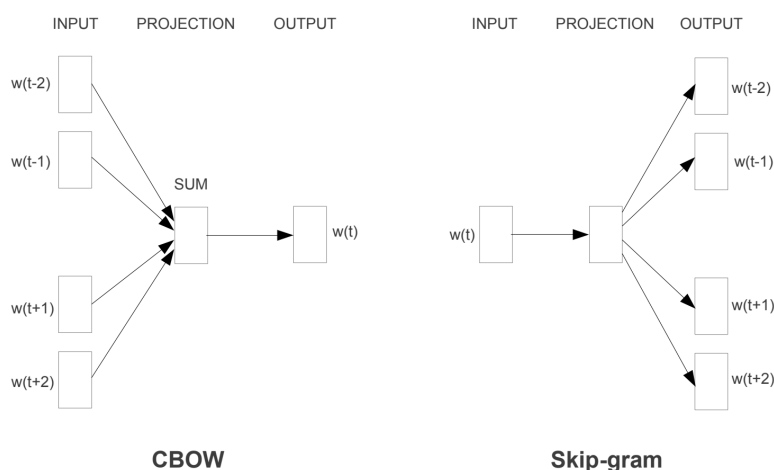 INPUT PROJECTION OUTPUT
w(t-2)
w(t-1)
SUM
w(t)
w(t+1)
w(t+2)
CBOW
INPUT PROJECTION OUTPUT
w(t-2)
w(t-1)
w(t)
w(t+1)
w(t+2)
Skip-gram